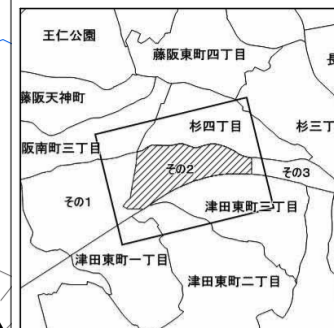 王仁公園
藤阪東町四丁目
長
藤阪天神町
杉四丁目
杉三丁
阪南町三丁目
その2
その3
その1
津田東町三丁目
津田東町一丁目
津田東町二丁目